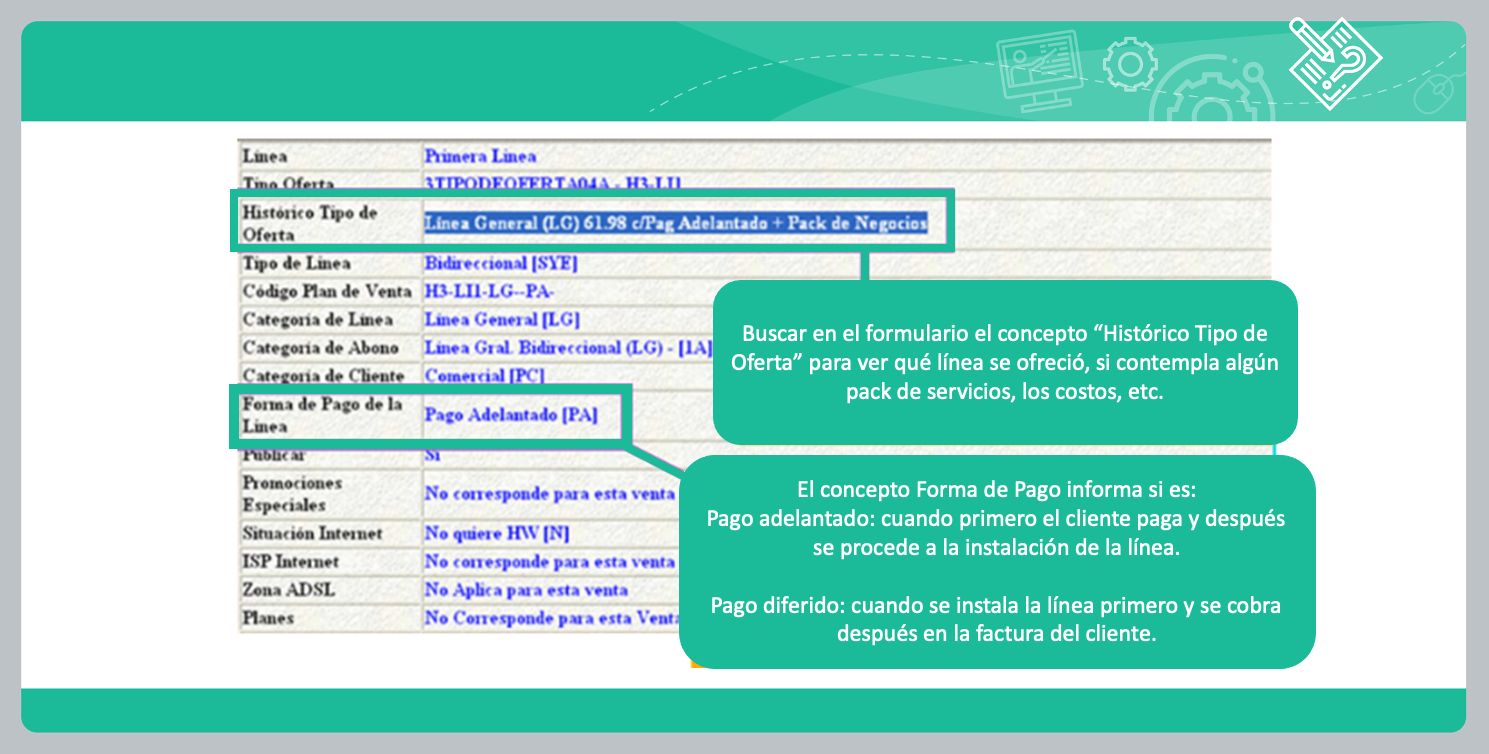 Línea Primera Linea
Tipo Oferta 3TIPODEOFERTA04A - H3-LI1
Histórico Tipo de
Oferta
Línea General (LG) 61.98 c/Pag Adelantado + Pack de Negocios
Tipo de Línea Bidireccional [SYE]
Código Plan de Venta H3-LI1-LG--PA-
Categoría de Línea Línea General [LG]
Categoría de Abono Línea Gral. Bidireccional (LG) - [1A]
Categoría de Cliente Comercial [PC]
Forma de Pago de la
Línea
Pago Adelantado [PA]
Publicar Si
Promociones
Especiales
No corresponde para esta venta
Situación Internet No quiere HW [N]
ISP Internet No corresponde para esta venta
Zona ADSL No Aplica para esta venta
Planes No Corresponde para esta Venta
Buscar en el formulario el concepto “Histórico Tipo de
Oferta” para ver qué línea se ofreció, si contempla algún
pack de servicios, los costos, etc.
El concepto Forma de Pago informa si es:
Pago adelantado: cuando primero el cliente paga y después
se procede a la instalación de la línea.
Pago diferido: cuando se instala la línea primero y se cobra
después en la factura del cliente.